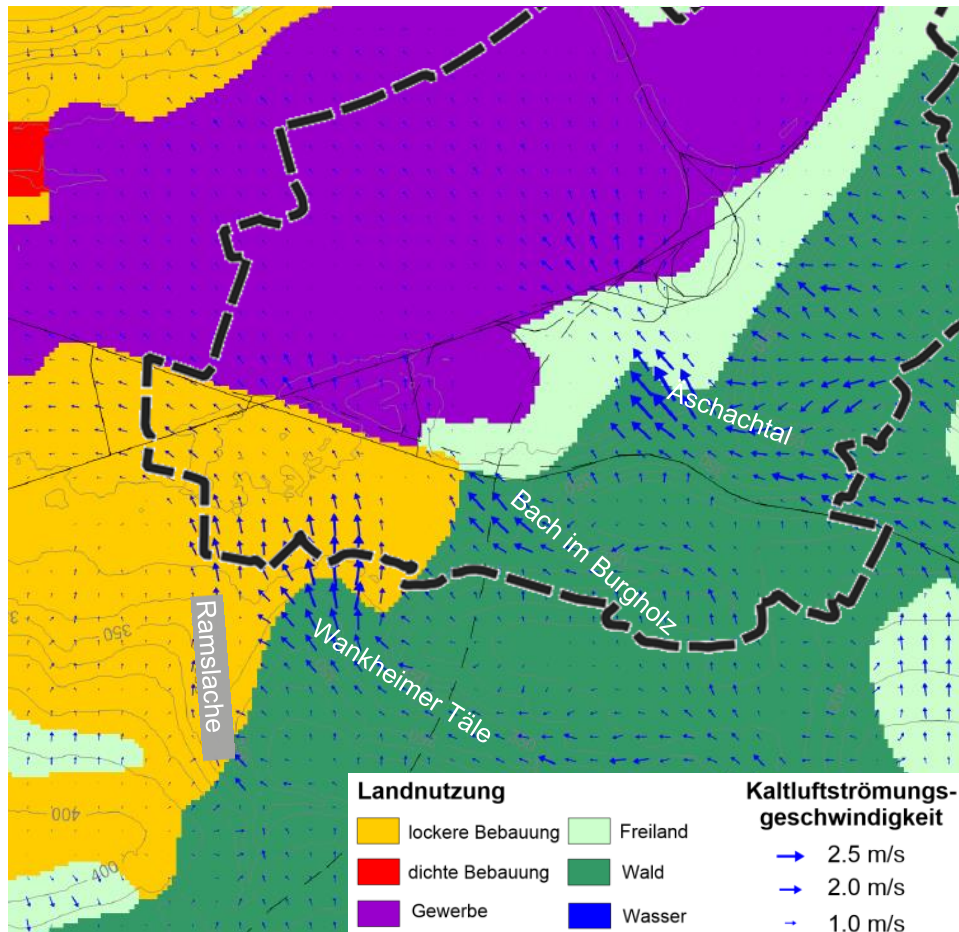 Aschachtal
Bach im Burgholz
Wankheimer Täle
Ramslache
350
400
400
Landnutzung
lockere Bebauung
dichte Bebauung
Gewerbe
Freiland
Wald
Wasser
Kaltluftströmungs-
geschwindigkeit
2.5 m/s
2.0 m/s
1.0 m/s